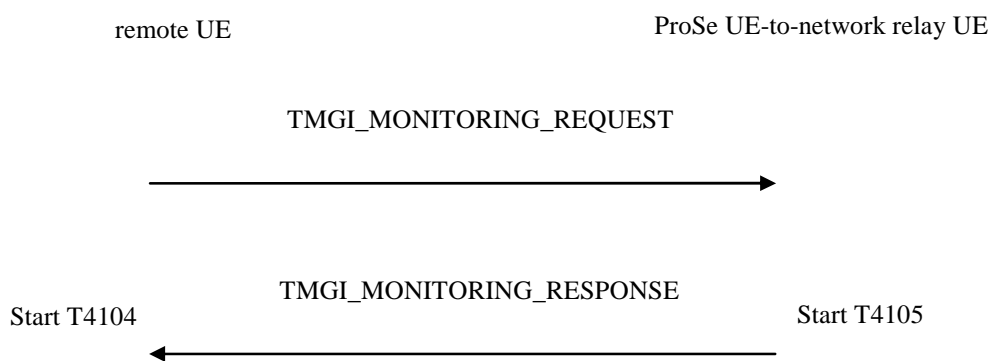 remote UE
ProSe UE-to-network relay UE
TMGI_MONITORING_REQUEST
TMGI_MONITORING_RESPONSE
Start T4104
Start T4105